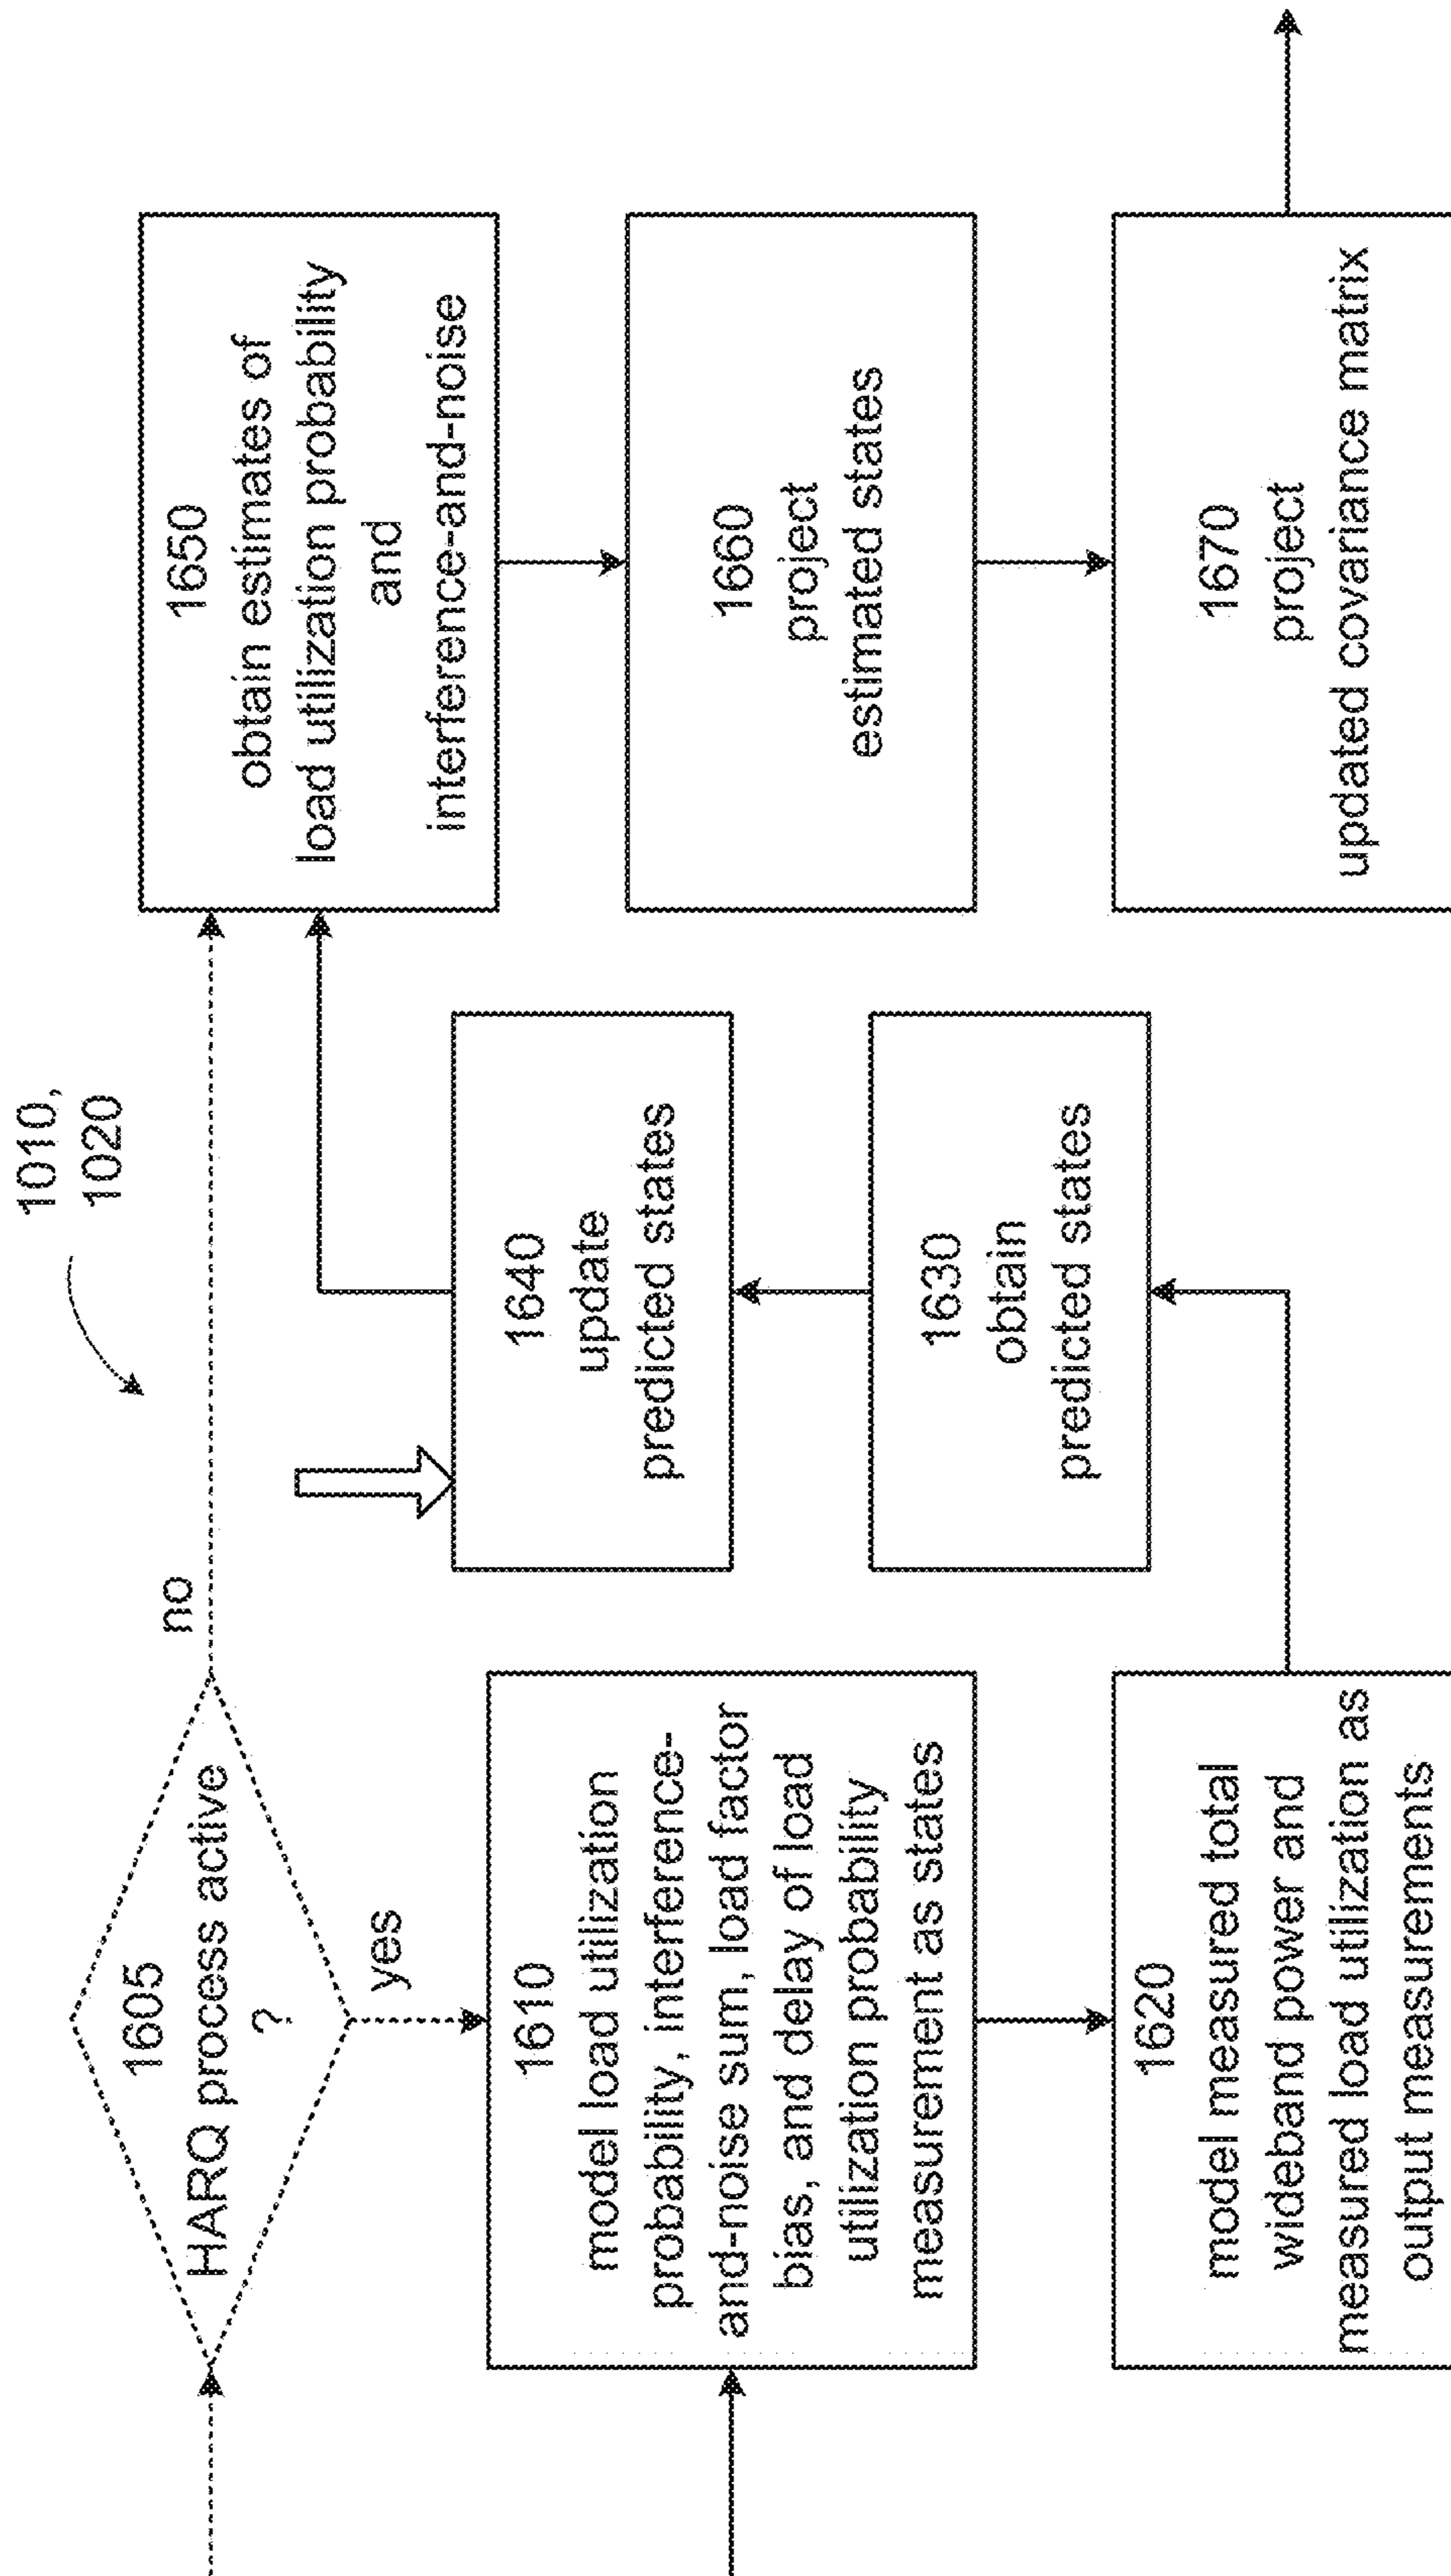 1010,
1020
1605
HARQ process active
?
no
yes
1610
model load utilization
probability, interference-
and-noise sum, load factor
bias, and delay of load
utilization probability
measurement as states
1620
model measured total
wideband power and
measured load utilization as
output measurements
1640
update
predicted states
1630
obtain
predicted states
1650
obtain estimates of
load utilization probability
and
interference-and-noise
1660
project
estimated states
1670
project
updated covariance matrix